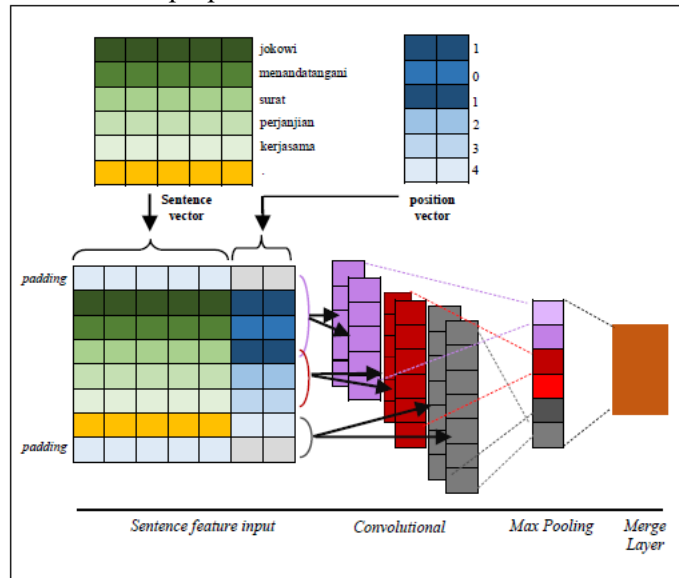 jokowi
menandatangani
surat
perjanjian
kerjasama
.
1
0
1
2
3
4
Sentence
vector
position
vector
padding
padding
Sentence feature input
Convolutional
Max Pooling
Merge
Layer